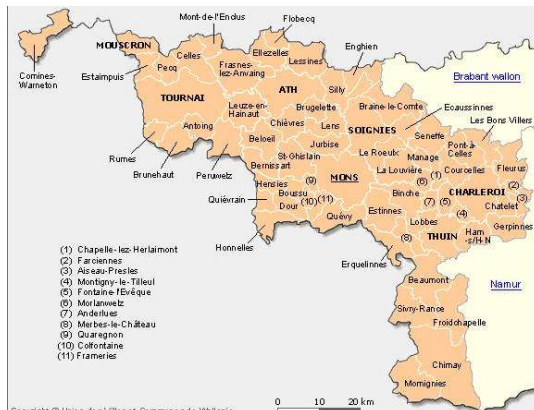 Mont-de-l'Enclus
Flobecq
MOUSCRON
Ellezelles
Lessines
Enghien
Comines-
Warneton
Estaimpuis
Celles
Pecq
Frasnes-
lez-Anvaing
Brabant wallon
TOURNAI
ATH
Silly
Ecaussinnes
Leuze-en-
Hainaut
Brugelette
Braine-le-Comte
Les Bons Villers
Antoing
Chièvres
Lens
SOIGNIES
Seneffe
Pont-à
Celles
Rumes
Beloeil
Jurbise
Le Roeulx
Manage
Courcelles
Fleurus
Brunehaut
Peruwelz
Bernissart
St-Ghislain
MONS
La Louvière
(1)
(2)
Quiévrain
Hensies
(9)
Boussu
Binche
(6)
CHARLEROI
(3)
Dour
(10)
(11)
Quévy
Estinnes
(7)
(5)
(4)
Chatelet
Honnelles
Lobbes
Gerpinnes
(8)
THUIN
Ham
-s/H-N
Erquelinnes
(1) Chapelle-lez-Herlaimont
(2) Farciennes
(3) Aiseau-Presles
(4) Montigny-le-Tilleul
(5) Fontaine-l'Evêque
(6) Morlanwelz
(7) Anderlues
(8) Merbes-le-Château
(9) Quaregnon
(10) Colfontaine
(11) Frameries
Beaumont
Namur
Sivry-Rance
Froidchapelle
Chimay
Momignies
0 10 20 km